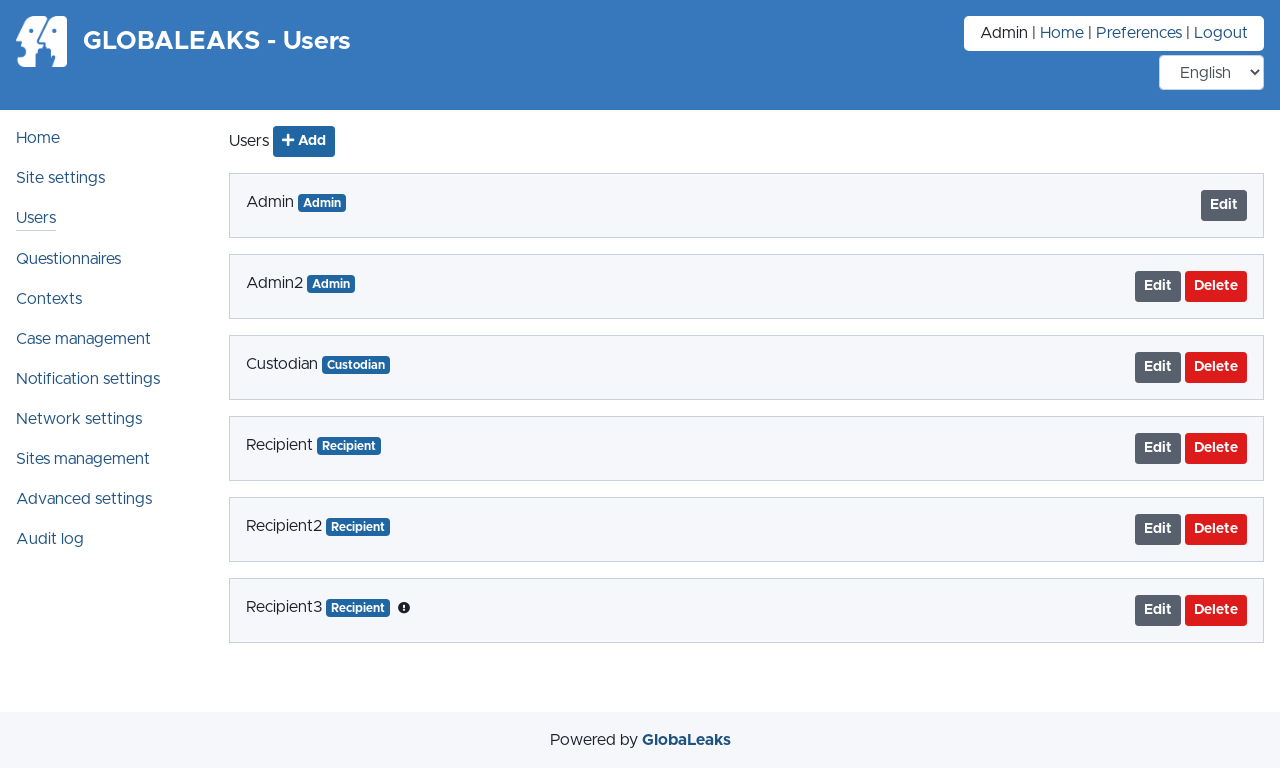 GLOBALEAKS - Users
Admin | Home | Preferences | Logout
English
Home
Site settings
Users
Questionnaires
Contexts
Case management
Notification settings
Network settings
Sites management
Advanced settings
Audit log
Users Add
Admin Admin Edit
Admin2 Admin Edit Delete
Custodian Custodian Edit Delete
Recipient Recipient Edit Delete
Recipient2 Recipient Edit Delete
Recipient3 Recipient Edit Delete
Powered by GlobaLeaks